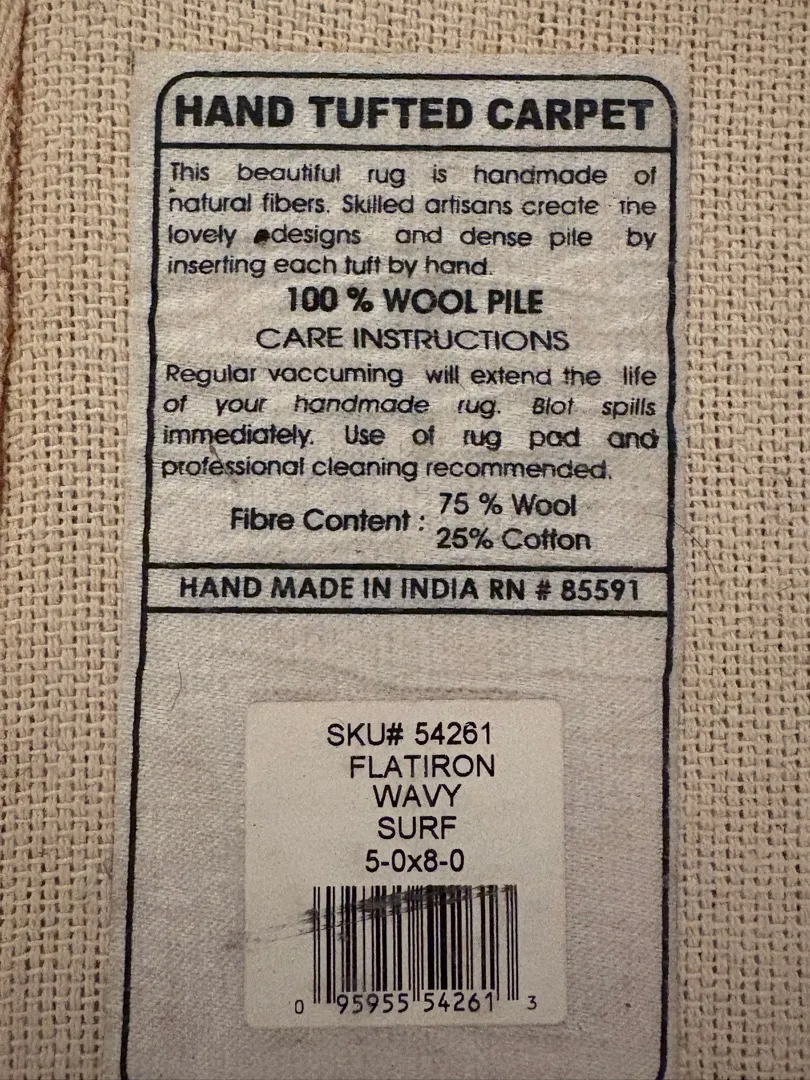 HAND TUFTED CARPET
This beautiful rug is handmade of
natural fibers. Skilled artisans create the
lovely designs and dense pile by
inserting each tuft by hand.
100 % WOOL PILE
CARE INSTRUCTIONS
Regular vaccuming will extend the life
of your handmade rug. Blot spills
immediately. Use of rug pad and
professional cleaning recommended.
Fibre Content : 75 % Wool
25% Cotton
HAND MADE IN INDIA RN # 85591
SKU# 54261
FLATIRON
WAVY
SURF
5-0x8-0
0 95955 54261 3